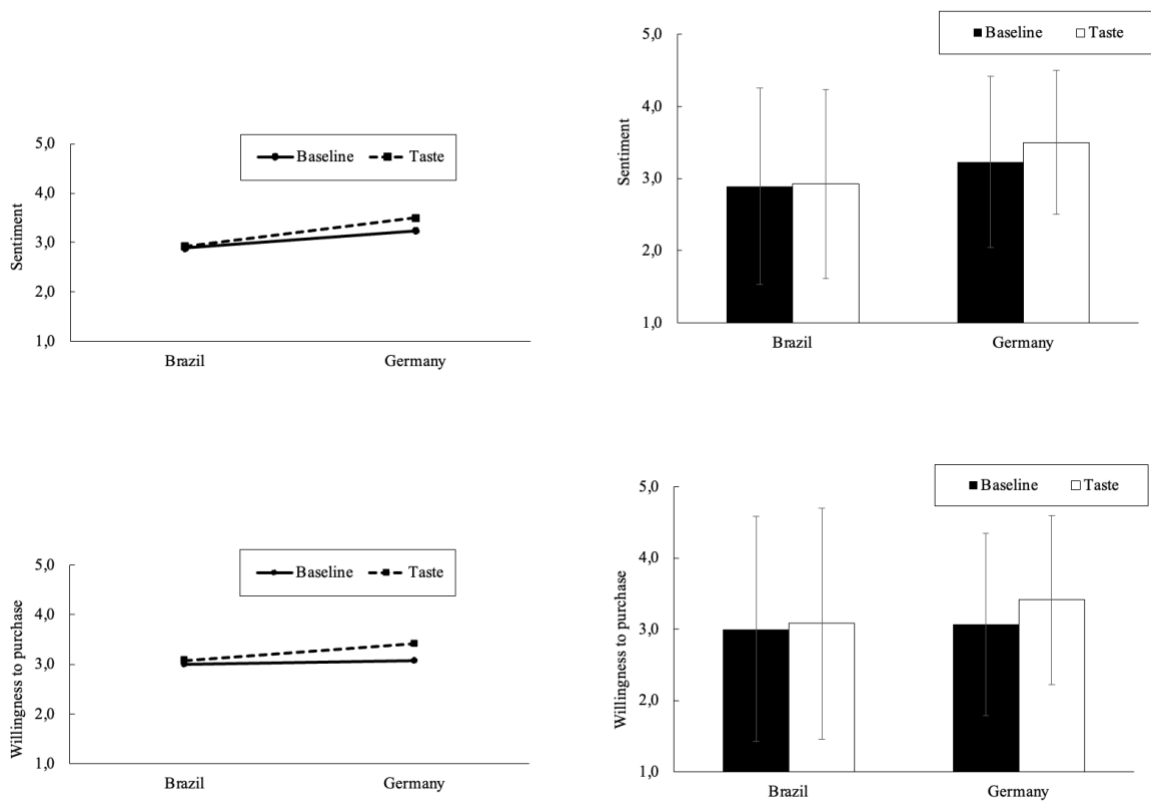 Baseline Taste
5,0
4,0
3,0
2,0
1,0
Sentiment
Brazil Germany
Baseline Taste
5,0
4,0
3,0
2,0
1,0
Sentiment
Brazil Germany
Baseline Taste
5,0
4,0
3,0
2,0
1,0
Willingness to purchase
Brazil Germany
Baseline Taste
5,0
4,0
3,0
2,0
1,0
Willingness to purchase
Brazil Germany